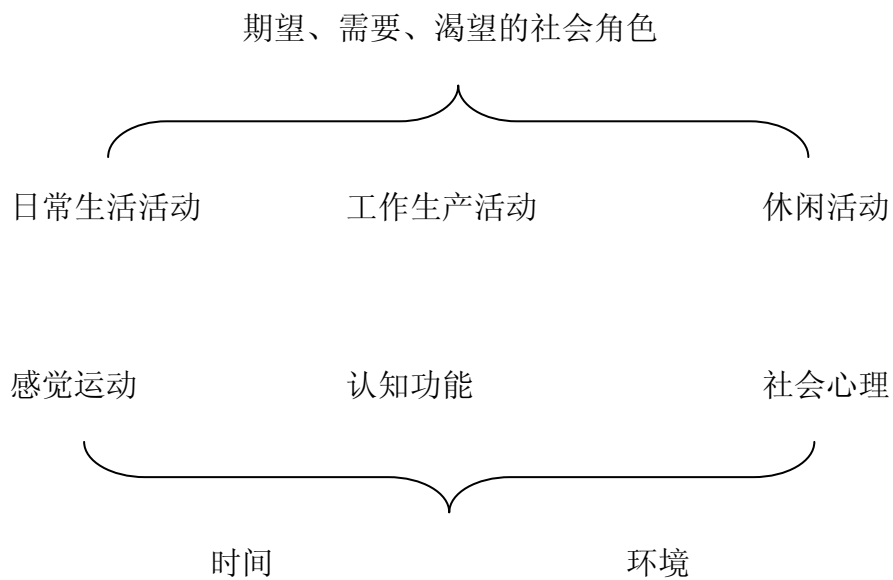 期望、需要、渴望的社会角色
日常生活活动 工作生产活动 休闲活动
感觉运动 认知功能 社会心理
时间 环境